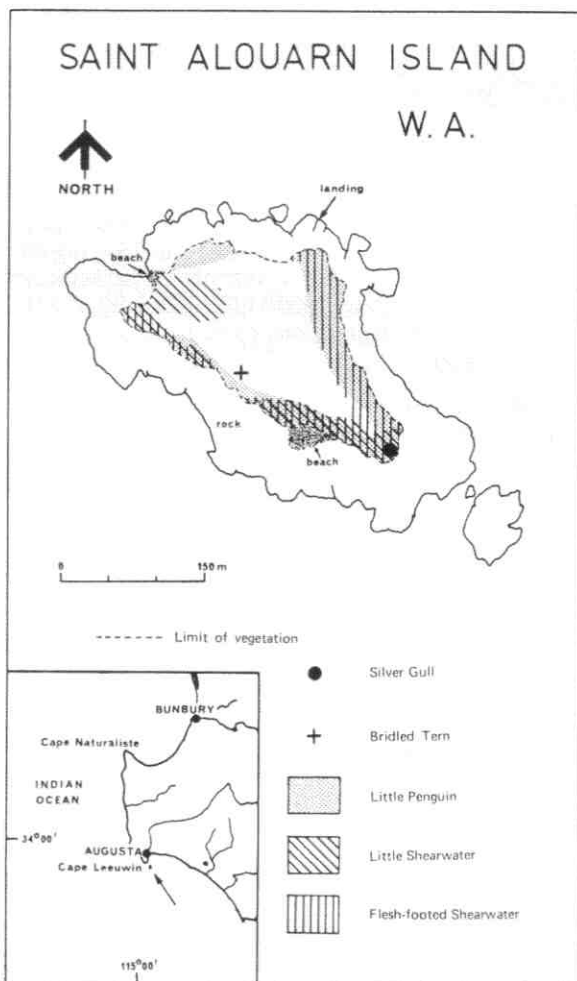 SAINT ALOUARN ISLAND
W. A.
NORTH
landing
beach
rock
beach
0 150 m
Limit of vegetation
Silver Gull
Bridled Tern
Little Penguin
Little Shearwater
Flesh-footed Shearwater
BUNBURY
Cape Naturaliste
INDIAN
OCEAN
34°00'
AUGUSTA
Cape Leeuwin
115°00'